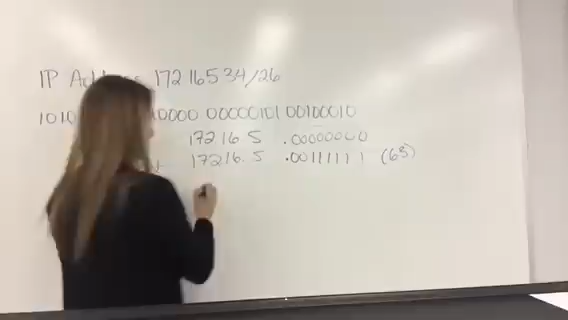 IP Address 172 16 5 34/26
1010 0000 00000101 00100010
172 16 5 .00000000
172 16. 5 .00111111 (63)